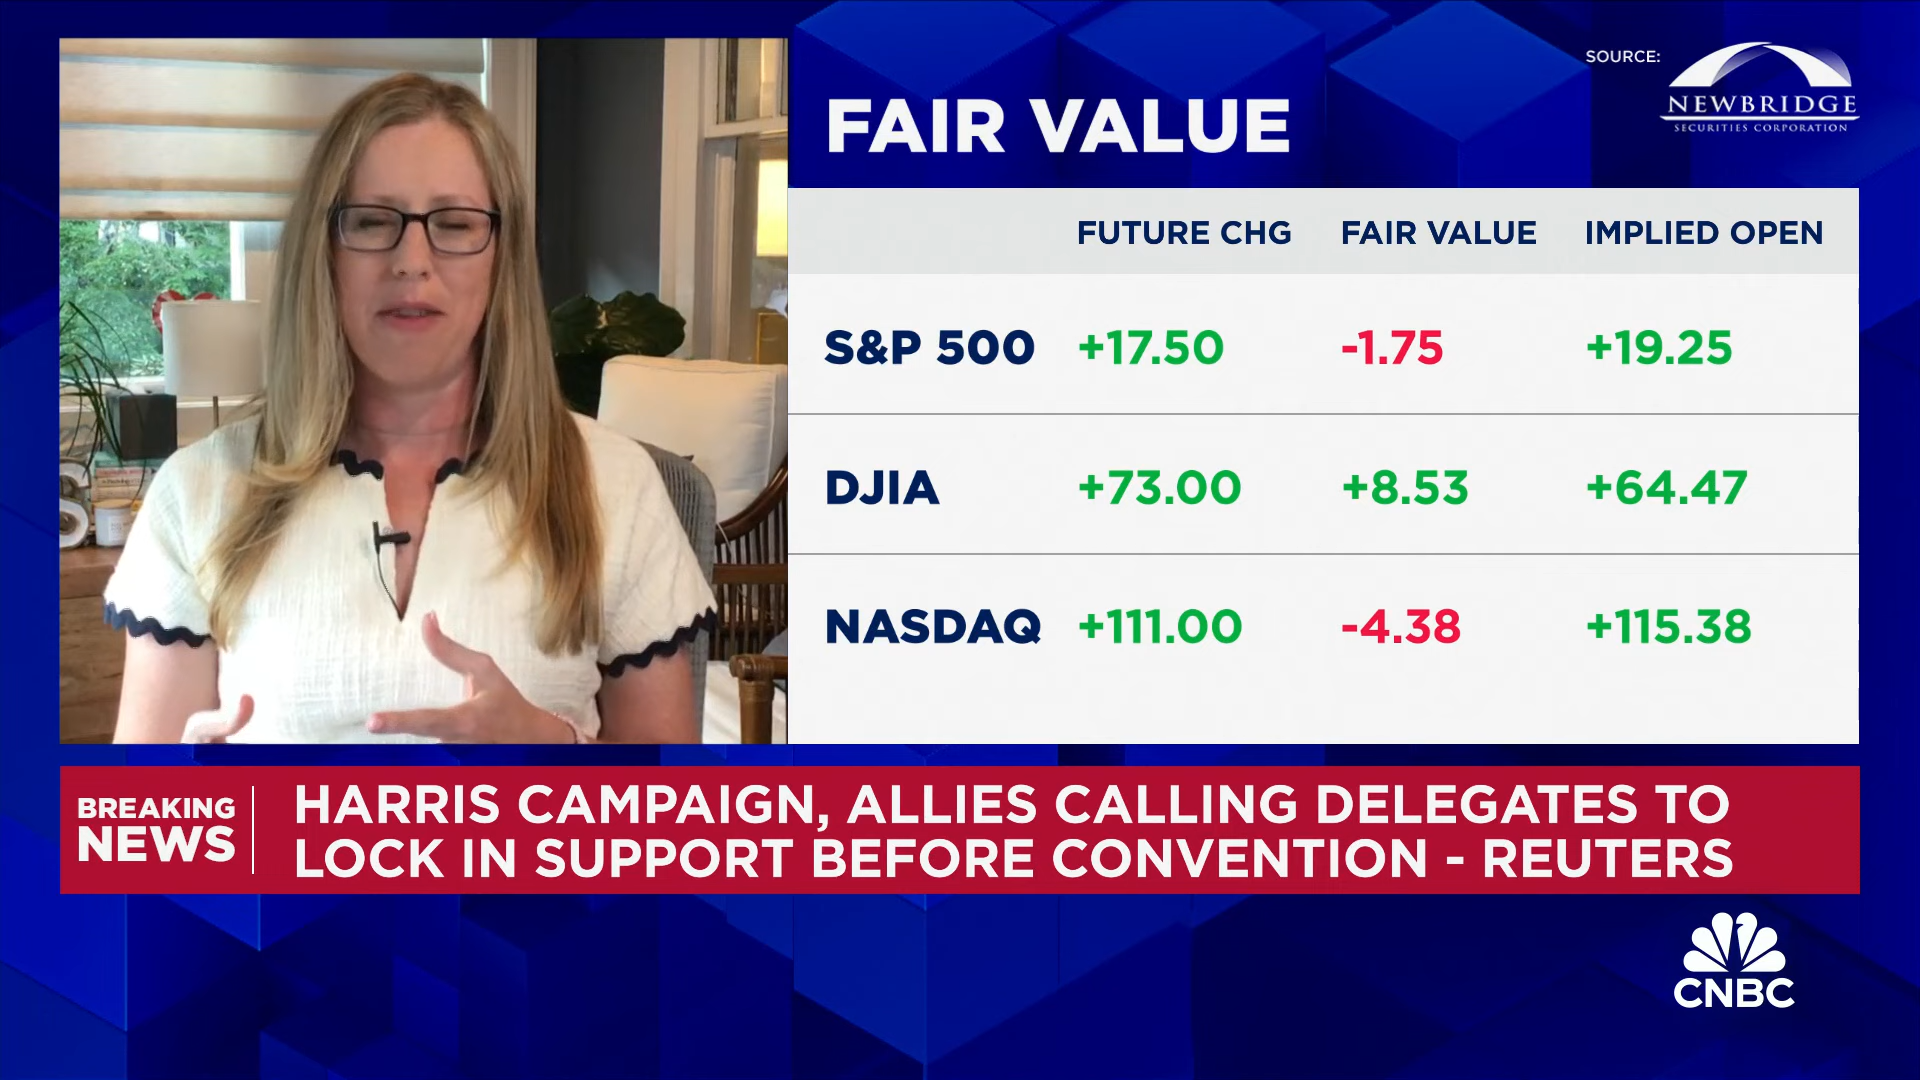 SOURCE:
NEWBRIDGE
SECURITIES CORPORATION
FAIR VALUE
FUTURE CHG FAIR VALUE IMPLIED OPEN
S&P 500 +17.50 -1.75 +19.25
DJIA +73.00 +8.53 +64.47
NASDAQ +111.00 -4.38 +115.38
BREAKING
NEWS
HARRIS CAMPAIGN, ALLIES CALLING DELEGATES TO
LOCK IN SUPPORT BEFORE CONVENTION - REUTERS
CNBC